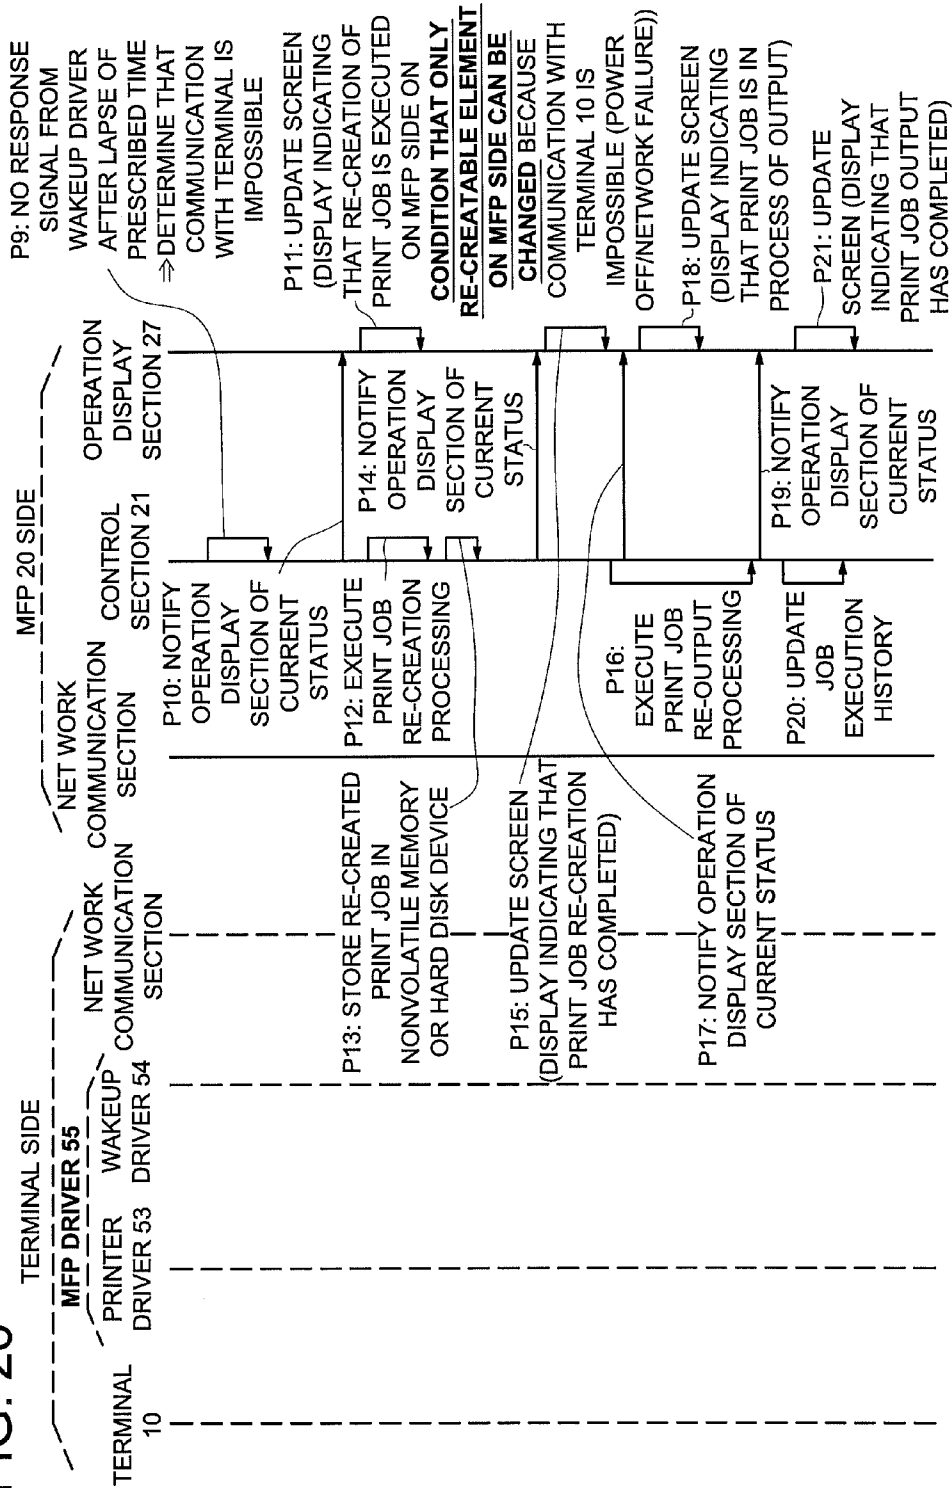 FIG. 20
TERMINAL SIDE
MFP 20 SIDE
MFP DRIVER 55
TERMINAL
10
PRINTER
DRIVER 53
WAKEUP
DRIVER 54
NET WORK
COMMUNICATION
SECTION
NET WORK
COMMUNICATION
SECTION
CONTROL
SECTION 21
OPERATION
DISPLAY
SECTION 27
P9: NO RESPONSE
SIGNAL FROM
WAKEUP DRIVER
AFTER LAPSE OF
PRESCRIBED TIME
⇒DETERMINE THAT
COMMUNICATION
WITH TERMINAL IS
IMPOSSIBLE
P10: NOTIFY
OPERATION
DISPLAY
SECTION OF
CURRENT
STATUS
P11: UPDATE SCREEN
(DISPLAY INDICATING
THAT RE-CREATION OF
PRINT JOB IS EXECUTED
ON MFP SIDE ON
CONDITION THAT ONLY
RE-CREATABLE ELEMENT
ON MFP SIDE CAN BE
CHANGED BECAUSE
COMMUNICATION WITH
TERMINAL 10 IS
IMPOSSIBLE (POWER
OFF/NETWORK FAILURE))
P12: EXECUTE
PRINT JOB
RE-CREATION
PROCESSING
P13: STORE RE-CREATED
PRINT JOB IN
NONVOLATILE MEMORY
OR HARD DISK DEVICE
P14: NOTIFY
OPERATION
DISPLAY
SECTION OF
CURRENT
STATUS
P15: UPDATE SCREEN
(DISPLAY INDICATING THAT
PRINT JOB RE-CREATION
HAS COMPLETED)
P16:
EXECUTE
PRINT JOB
RE-OUTPUT
PROCESSING
P17: NOTIFY OPERATION
DISPLAY SECTION OF
CURRENT STATUS
P18: UPDATE SCREEN
(DISPLAY INDICATING
THAT PRINT JOB IS IN
PROCESS OF OUTPUT)
P19: NOTIFY
OPERATION
DISPLAY
SECTION OF
CURRENT
STATUS
P20: UPDATE
JOB
EXECUTION
HISTORY
P21: UPDATE
SCREEN (DISPLAY
INDICATING THAT
PRINT JOB OUTPUT
HAS COMPLETED)